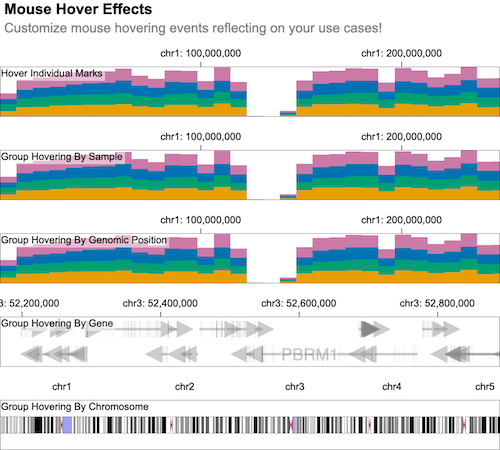 Mouse Hover Effects
Customize mouse hovering events reflecting on your use cases!
chr1: 100,000,000 chr1: 200,000,000
Hover Individual Marks
chr1: 100,000,000 chr1: 200,000,000
Group Hovering By Sample
chr1: 100,000,000 chr1: 200,000,000
Group Hovering By Genomic Position
3: 52,200,000 chr3: 52,400,000 chr3: 52,600,000 chr3: 52,800,000
Group Hovering By Gene
PBRM1
chr1 chr2 chr3 chr4 chr5
Group Hovering By Chromosome